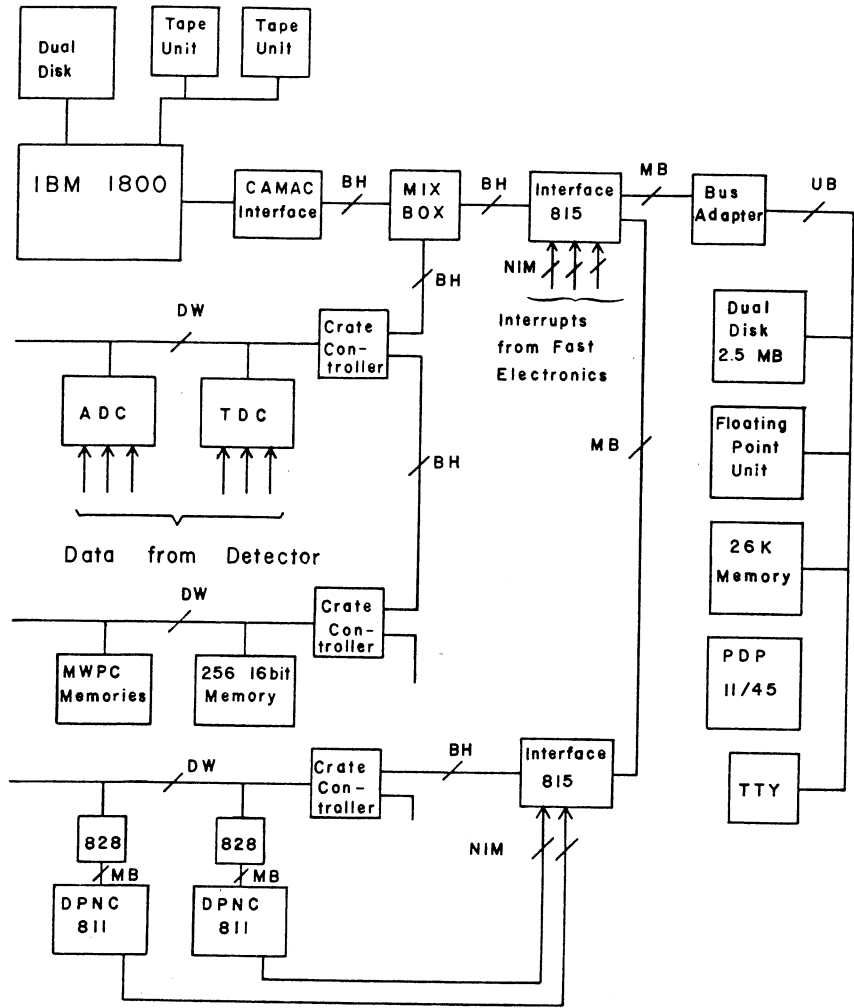 Dual
Disk
Tape
Unit
Tape
Unit
IBM 1800
CAMAC
Interface
BH
MIX
BOX
BH
Interface
815
MB
Bus
Adapter
UB
NIM
Interrupts
from Fast
Electronics
BH
DW
Crate
Con-
troller
ADC
TDC
Data from Detector
BH
MB
Dual
Disk
2.5 MB
Floating
Point
Unit
26K
Memory
PDP
11/45
TTY
DW
Crate
Con-
troller
MWPC
Memories
256 16bit
Memory
DW
Crate
Con-
troller
BH
Interface
815
828
828
MB
MB
DPNC
811
DPNC
811
NIM